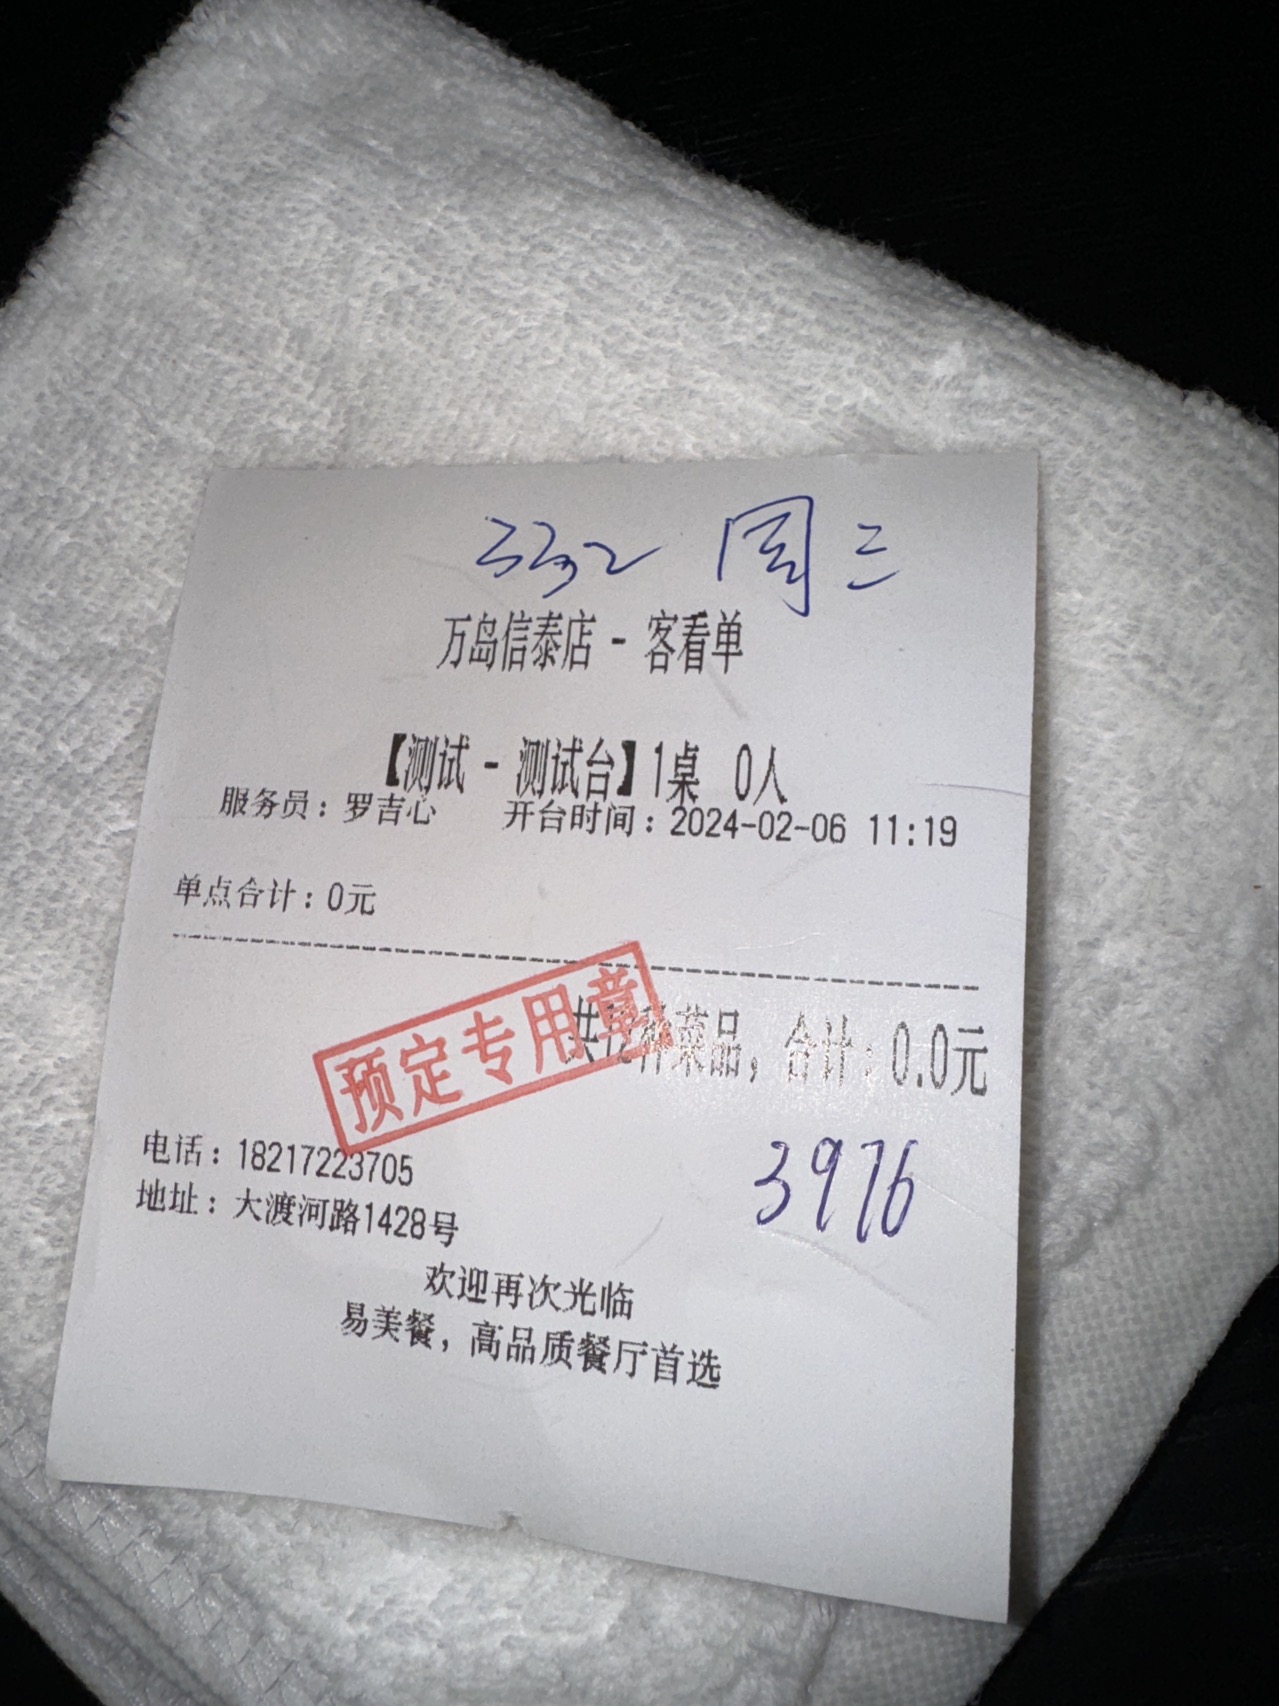 332 周三
万岛信泰店 - 客看单
【测试 - 测试台】1桌 0人
服务员：罗吉心 开台时间：2024-02-06 11:19
单点合计：0元
预定专用章
种菜品，合计：0.0元
电话：18217223705
3976
地址：大渡河路1428号
欢迎再次光临
易美餐，高品质餐厅首选